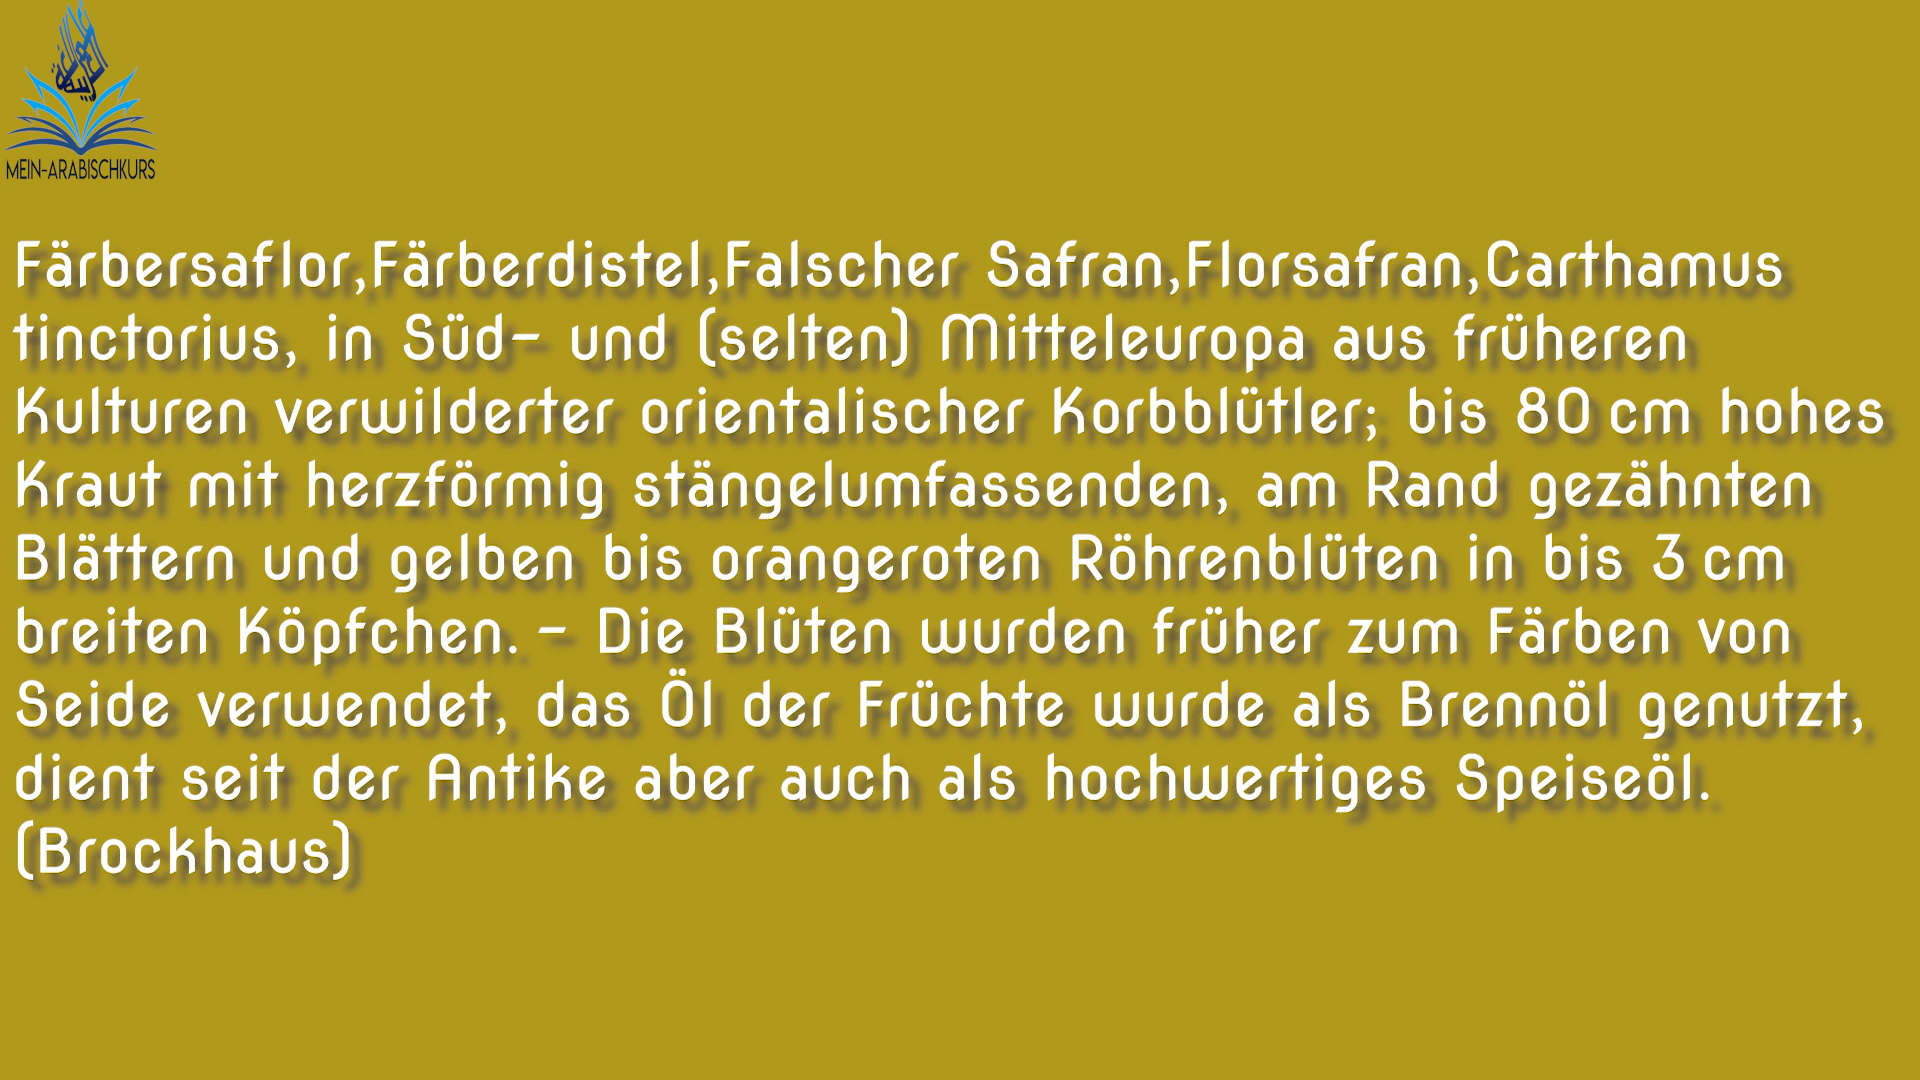 MEIN-ARABISCHKURS
Färbersaflor,Färberdistel,Falscher Safran,Florsafran,Carthamus
tinctorius, in Süd- und (selten) Mitteleuropa aus früheren
Kulturen verwilderter orientalischer Korbblütler; bis 80 cm hohes
Kraut mit herzförmig stängelumfassenden, am Rand gezähnten
Blättern und gelben bis orangeroten Röhrenblüten in bis 3 cm
breiten Köpfchen. – Die Blüten wurden früher zum Färben von
Seide verwendet, das Öl der Früchte wurde als Brennöl genutzt,
dient seit der Antike aber auch als hochwertiges Speiseöl.
(Brockhaus)